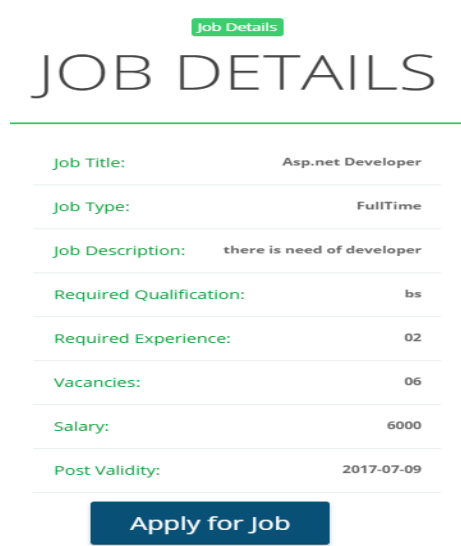 Job Details
JOB DETAILS
Job Title: Asp.net Developer
Job Type: FullTime
Job Description: there is need of developer
Required Qualification: bs
Required Experience: 02
Vacancies: 06
Salary: 6000
Post Validity: 2017-07-09
Apply for Job